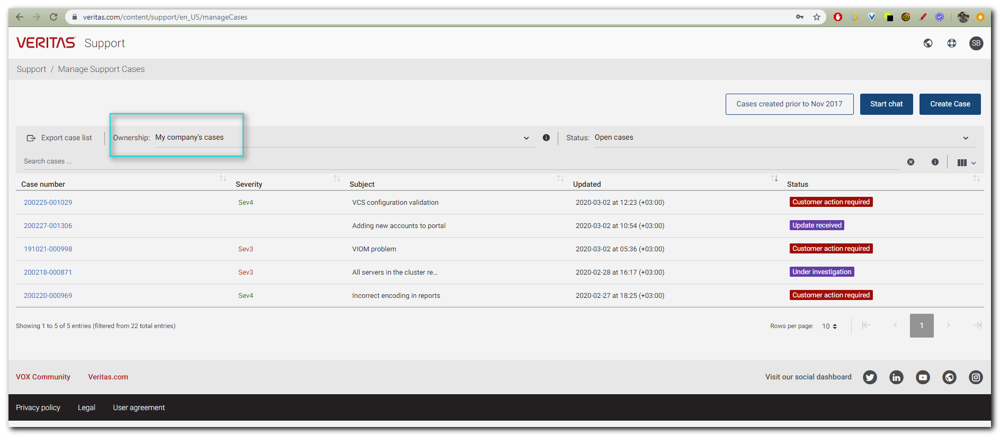 veritas.com/content/support/en_US/manageCases
VERITAS™ Support
SB
Support / Manage Support Cases
Cases created prior to Nov 2017 Start chat Create Case
Export case list Ownership: My company's cases Status: Open cases
Search cases ...
Case number Severity Subject Updated Status
200225-001029 Sev4 VCS configuration validation 2020-03-02 at 12:23 (+03:00) Customer action required
200227-001306 Adding new accounts to portal 2020-03-02 at 10:54 (+03:00) Update received
191021-000998 Sev3 VIOM problem 2020-03-02 at 05:36 (+03:00) Customer action required
200218-000871 Sev3 All servers in the cluster re... 2020-02-28 at 16:17 (+03:00) Under investigation
200220-000969 Sev4 Incorrect encoding in reports 2020-02-27 at 18:25 (+03:00) Customer action required
Showing 1 to 5 of 5 entries (filtered from 22 total entries) Rows per page: 10 1
VOX Community Veritas.com Visit our social dashboard
Privacy policy Legal User agreement